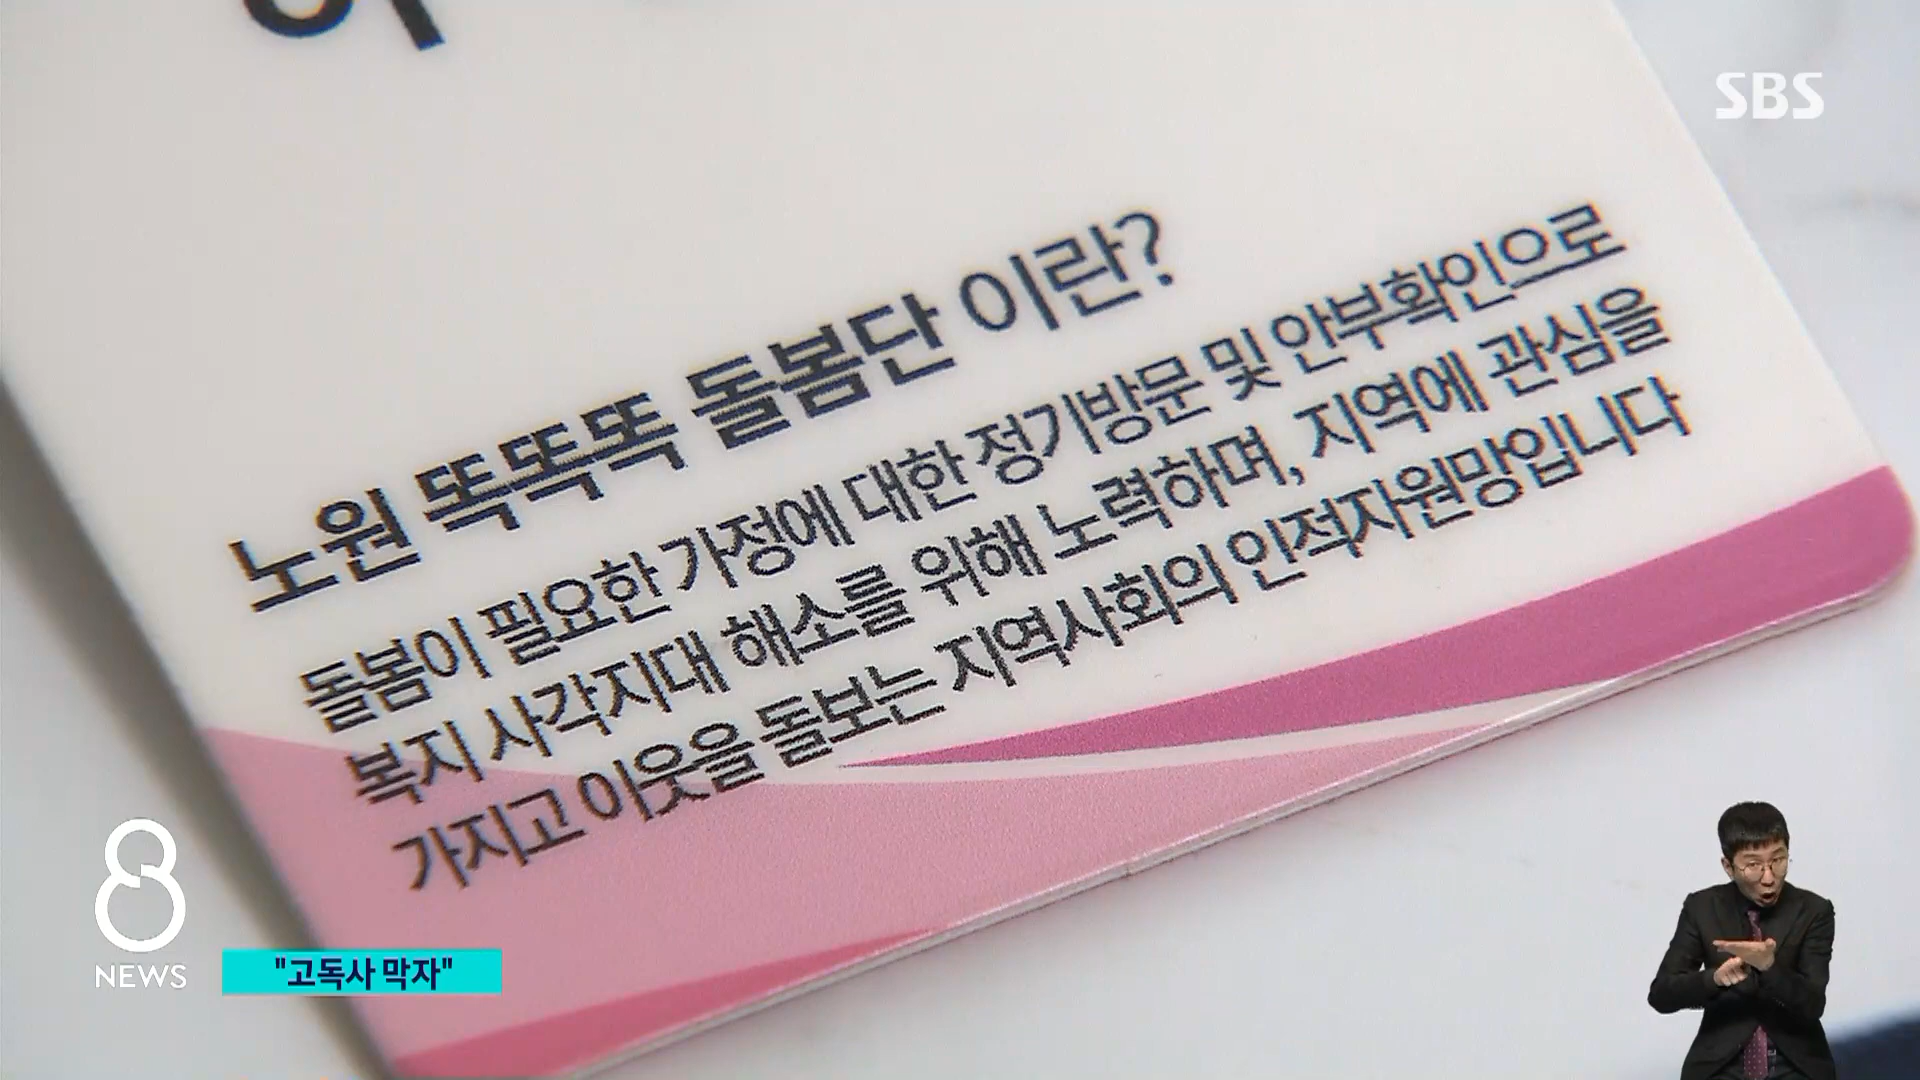 SBS
노원 똑똑똑 돌봄단 이란?
돌봄이 필요한 가정에 대한 정기방문 및 안부확인으로
복지 사각지대 해소를 위해 노력하며, 지역에 관심을
가지고 이웃을 돌보는 지역사회의 인적자원망입니다
8
NEWS
"고독사 막자"